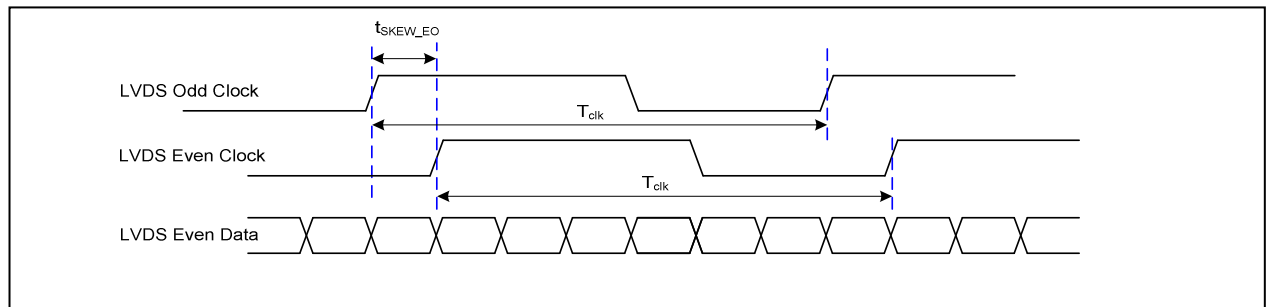 tSKEW_EO
LVDS Odd Clock
Tclk
LVDS Even Clock
Tclk
LVDS Even Data